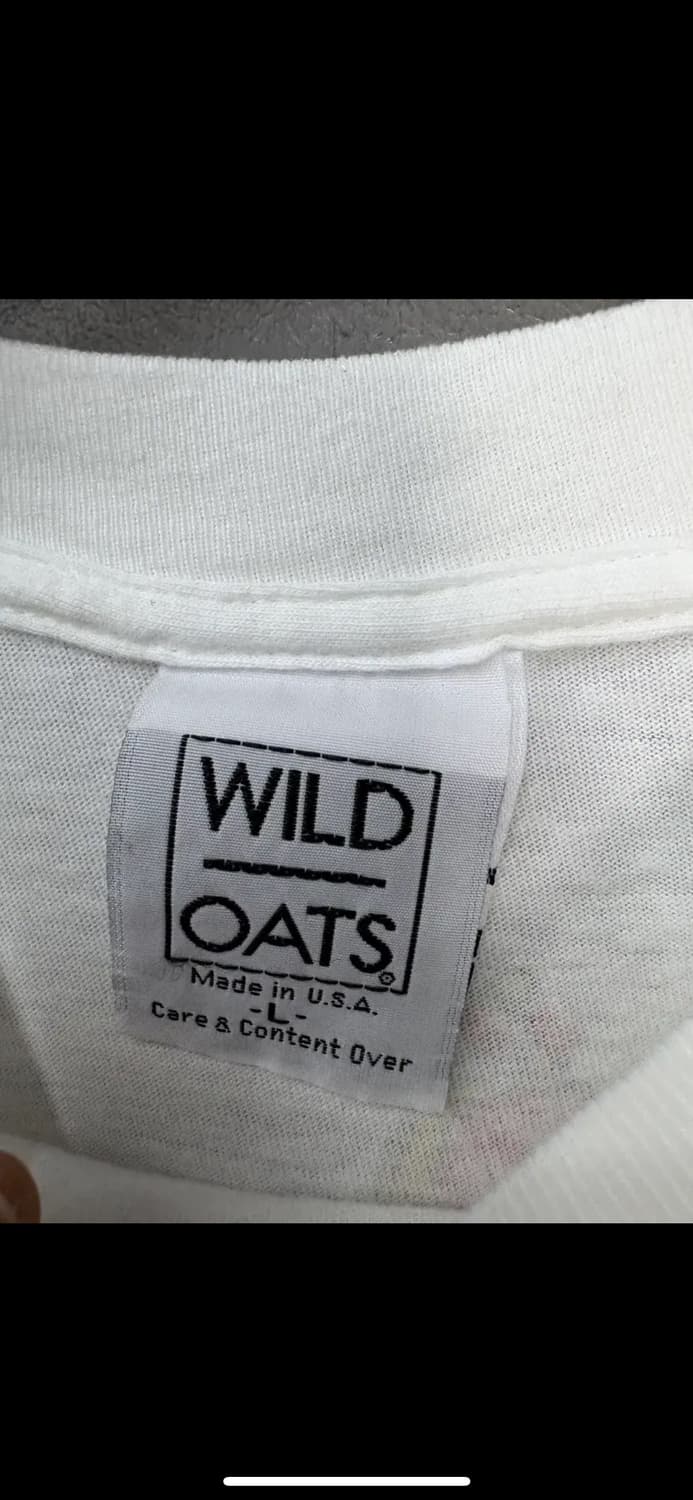 WILD
OATS®
Made in U.S.A.
-L-
Care & Content Over